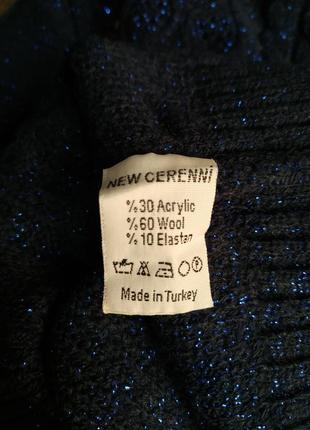 NEW CERENNİ
%30 Acrylic
%60 Wool
%10 Elastan
Made in Turkey